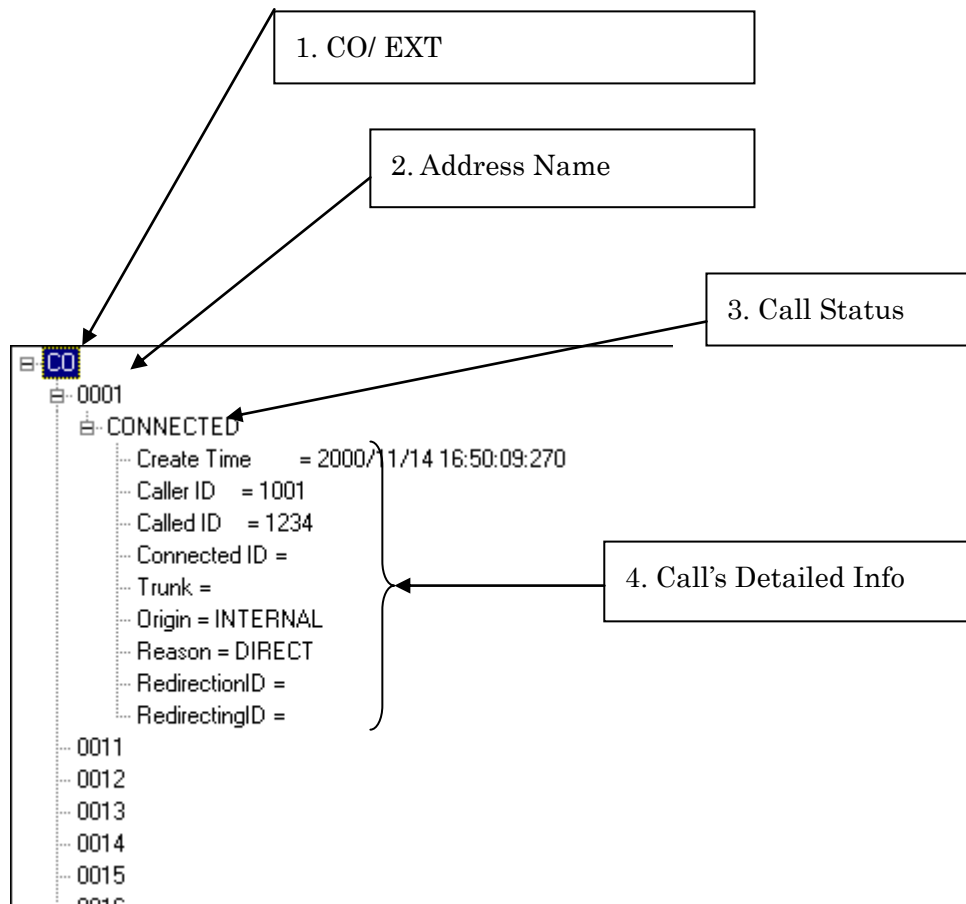 1. CO/ EXT
2. Address Name
3. Call Status
CO
0001
CONNECTED
Create Time = 2000/11/14 16:50:09:270
Caller ID = 1001
Called ID = 1234
Connected ID =
Trunk =
Origin = INTERNAL
Reason = DIRECT
RedirectionID =
RedirectingID =
4. Call's Detailed Info
0011
0012
0013
0014
0015